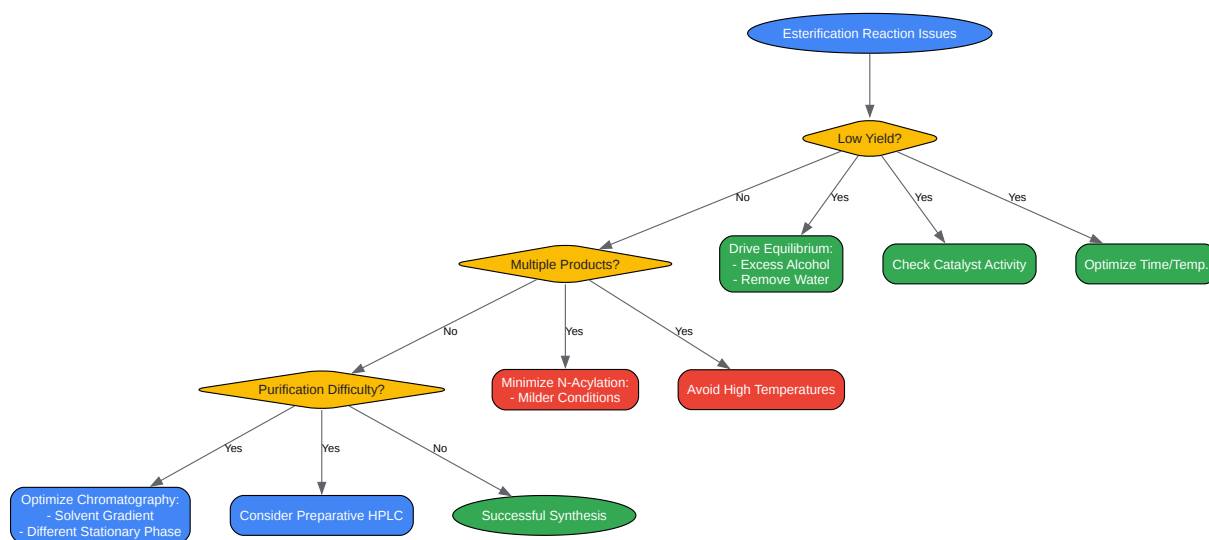 Esterification Reaction Issues
Low Yield?
No
Yes
Yes
Yes
Drive Equilibrium:
- Excess Alcohol
- Remove Water
Check Catalyst Activity
Optimize Time/Temp.
Multiple Products?
No
Yes
Yes
Minimize N-Acylation:
- Milder Conditions
Avoid High Temperatures
Purification Difficulty?
Yes
Yes
No
Optimize Chromatography:
- Solvent Gradient
- Different Stationary Phase
Consider Preparative HPLC
Successful Synthesis